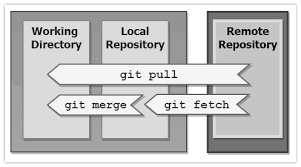 Working
Directory
Local
Repository
Remote
Repository
git pull
git merge
git fetch